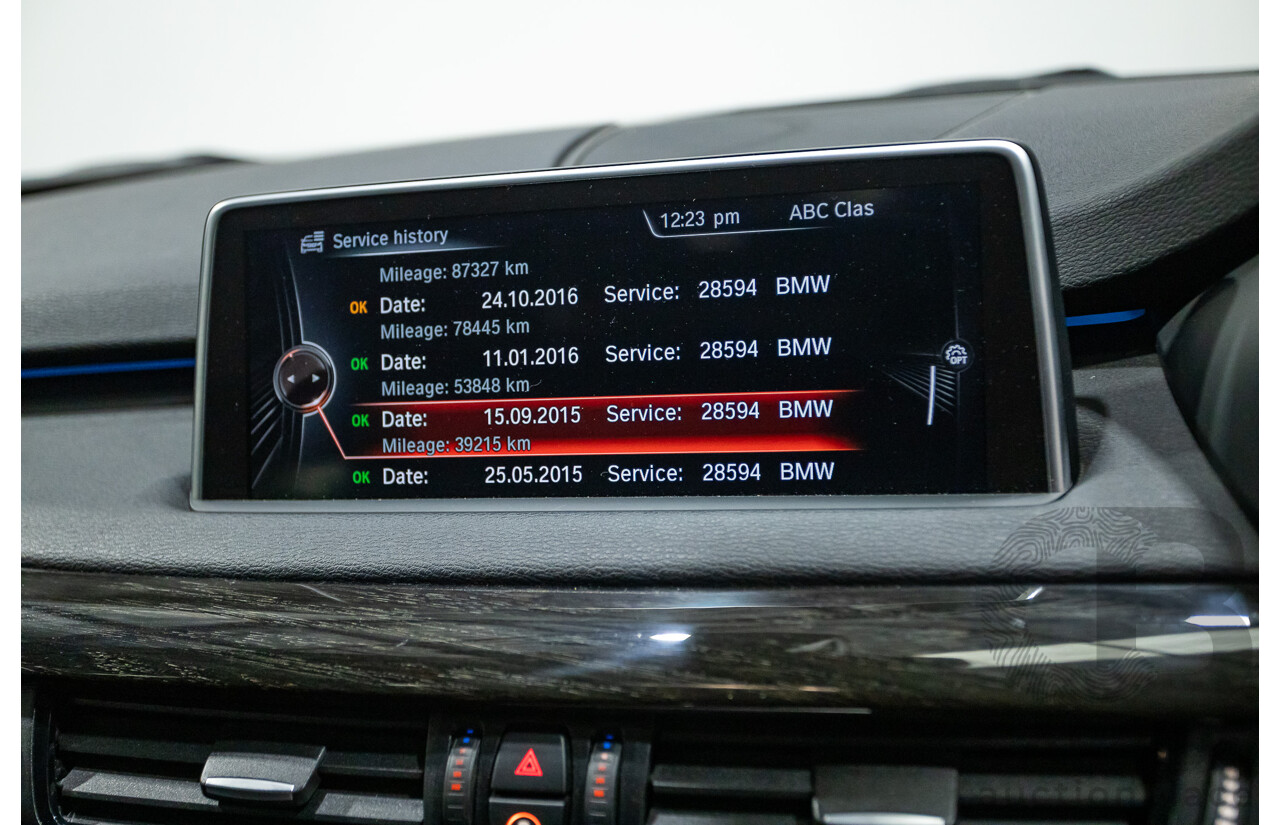 12:23 pm ABC Clas
Service history
Mileage: 87327 km
OK Date: 24.10.2016 Service: 28594 BMW
Mileage: 78445 km
OK Date: 11.01.2016 Service: 28594 BMW
Mileage: 53848 km
OK Date: 15.09.2015 Service: 28594 BMW
Mileage: 39215 km
OK Date: 25.05.2015 Service: 28594 BMW
OPT